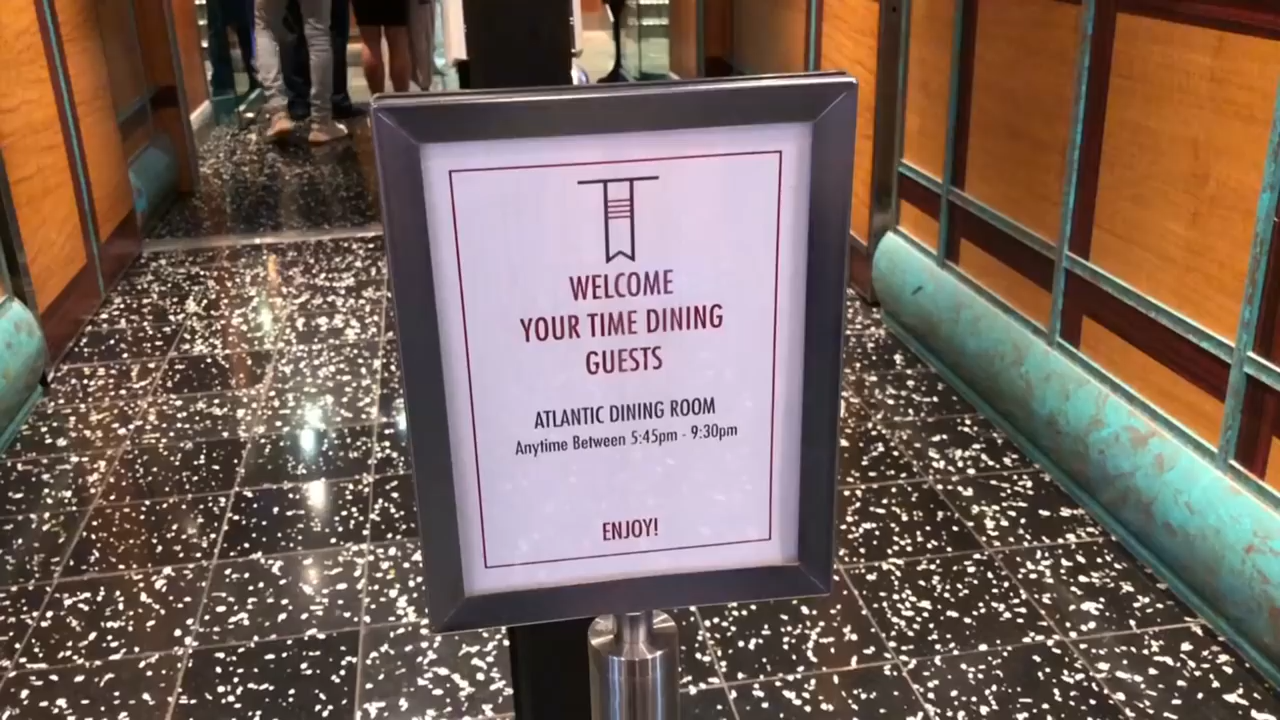 WELCOME
YOUR TIME DINING
GUESTS
ATLANTIC DINING ROOM
Anytime Between 5:45pm - 9:30pm
ENJOY!